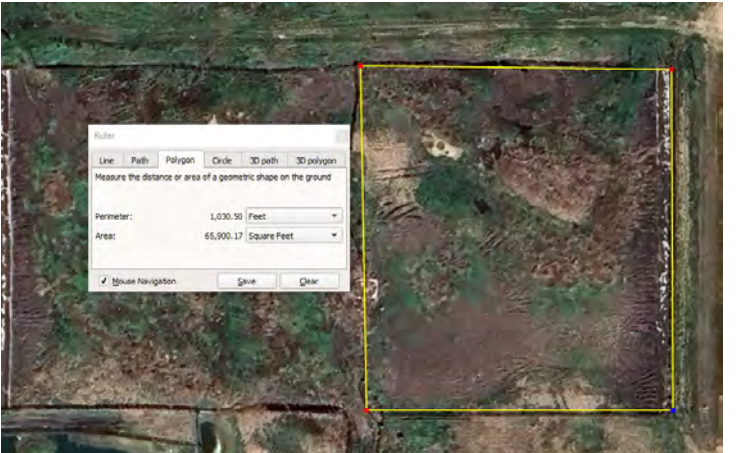 Ruler
Line Path Polygon Circle 3D path 3D polygon
Measure the distance or area of a geometric shape on the ground
Perimeter: 1,030.50 Feet
Area: 65,900.17 Square Feet
Mouse Navigation Save Clear